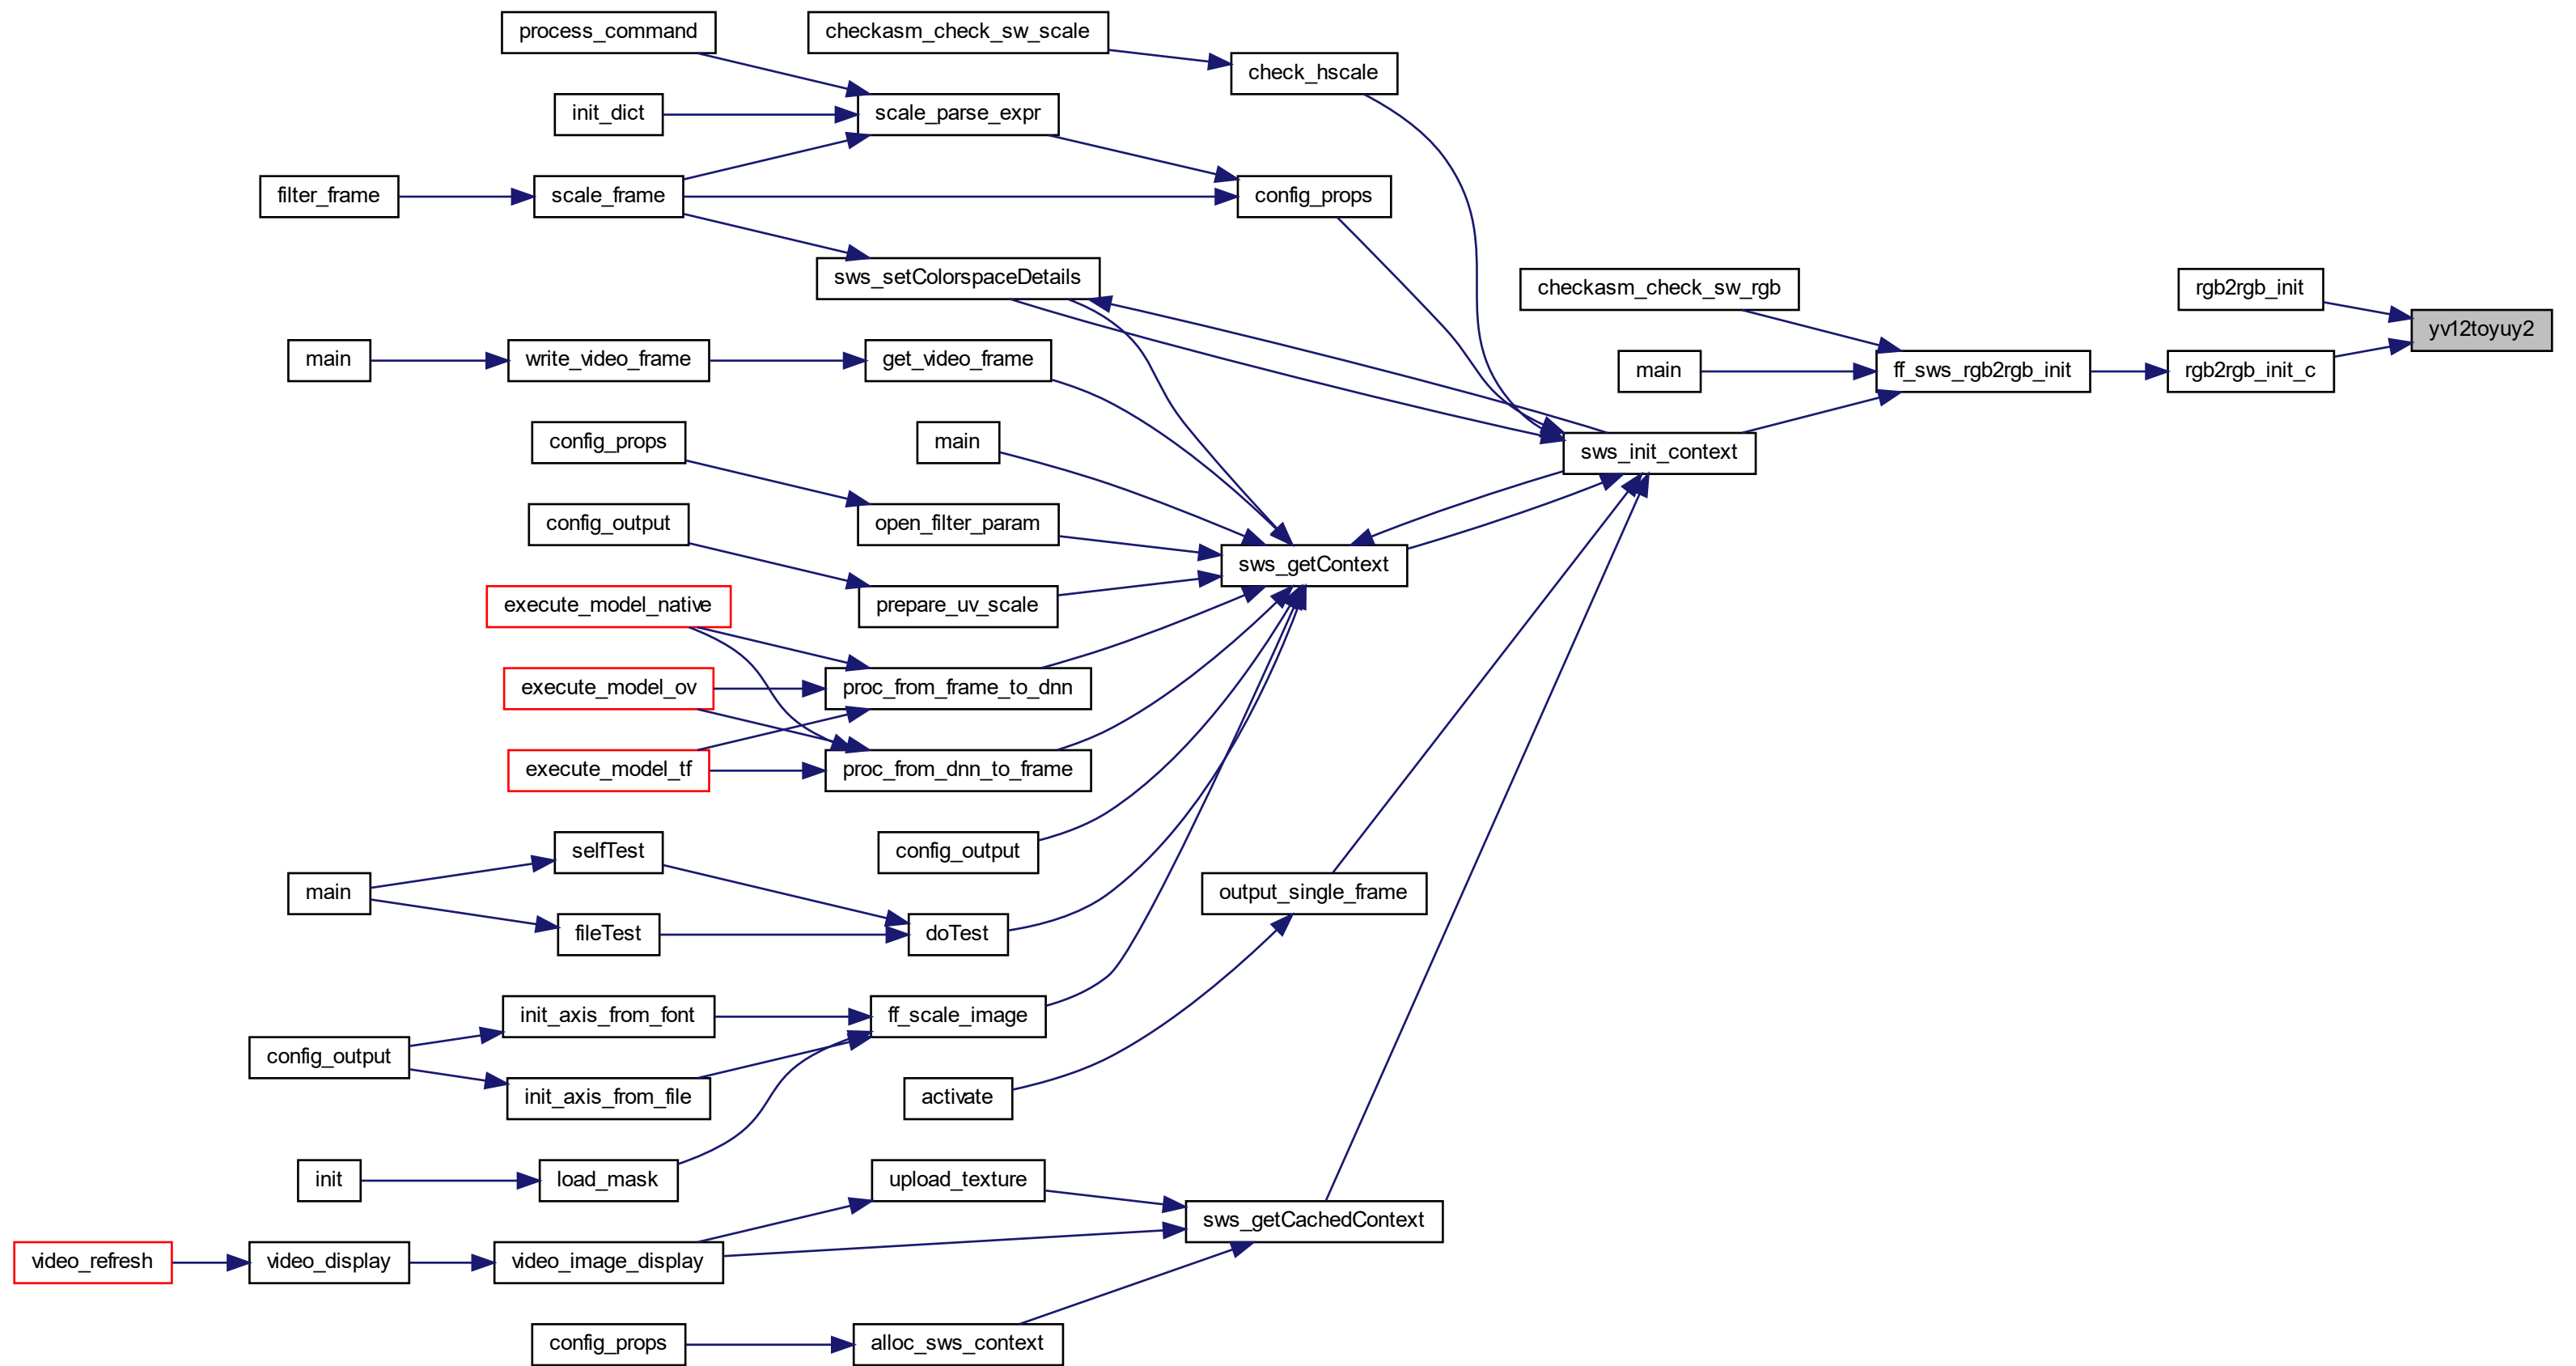 process_command
checkasm_check_sw_scale
check_hscale
init_dict
scale_parse_expr
filter_frame
scale_frame
config_props
sws_setColorspaceDetails
checkasm_check_sw_rgb
rgb2rgb_init
yv12toyuy2
main
write_video_frame
get_video_frame
main
ff_sws_rgb2rgb_init
rgb2rgb_init_c
config_props
main
sws_init_context
config_output
open_filter_param
sws_getContext
execute_model_native
prepare_uv_scale
execute_model_ov
proc_from_frame_to_dnn
execute_model_tf
proc_from_dnn_to_frame
selfTest
config_output
main
output_single_frame
fileTest
doTest
init_axis_from_font
ff_scale_image
config_output
init_axis_from_file
activate
init
load_mask
upload_texture
sws_getCachedContext
video_refresh
video_display
video_image_display
config_props
alloc_sws_context